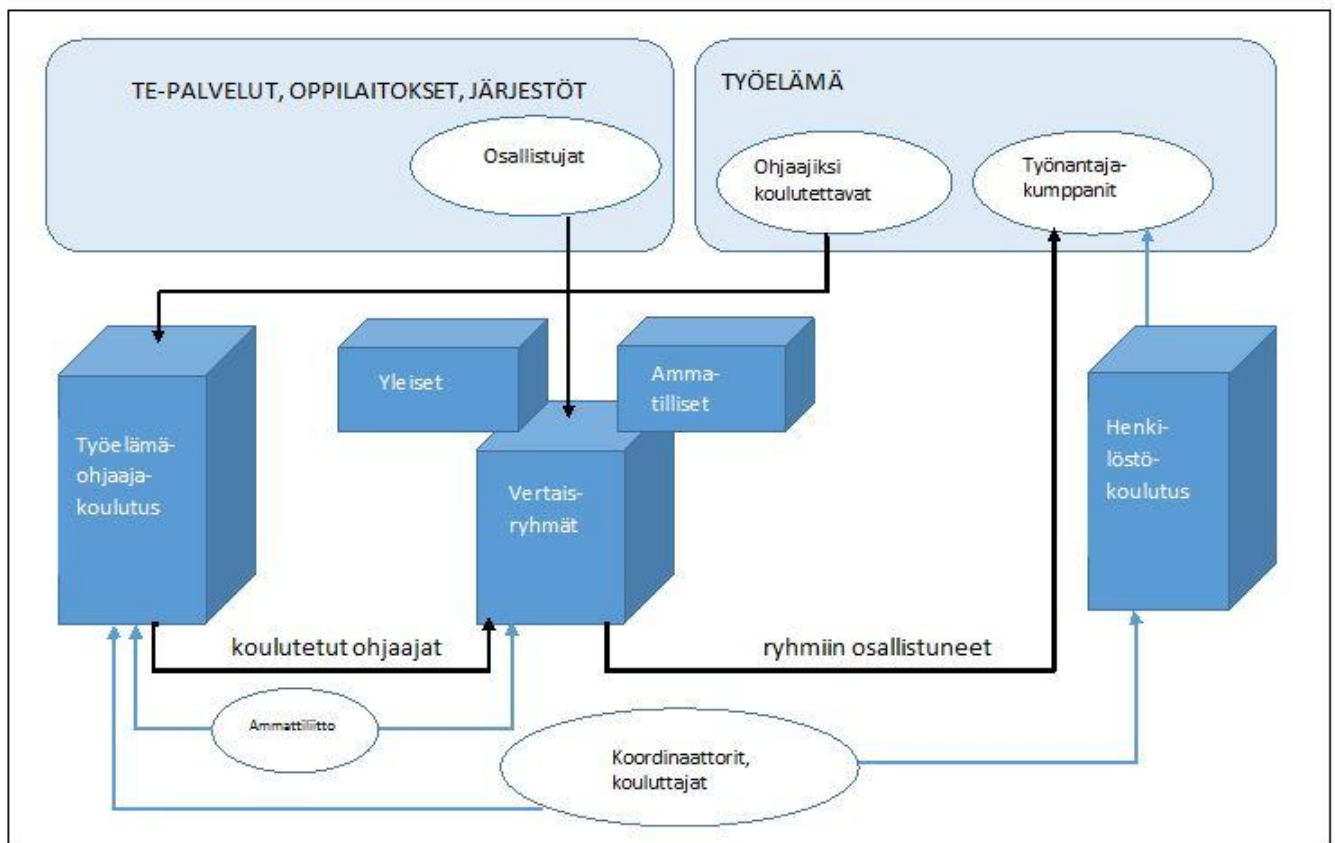 TE-PALVELUT, OPPILAITOKSET, JÄRJESTÖT
Osallistujat
TYÖELÄMÄ
Ohjaajiksi
koulutettavat
Työnantaja-
kumppanit
Työelämä-
ohjaaja-
koulutus
Yleiset
Amma-
tilliset
Vertais-
ryhmät
Henki-
löstö-
koulutus
koulutetut ohjaajat
ryhmiin osallistuneet
Ammattiliitto
Koordinaattorit,
kouluttajat